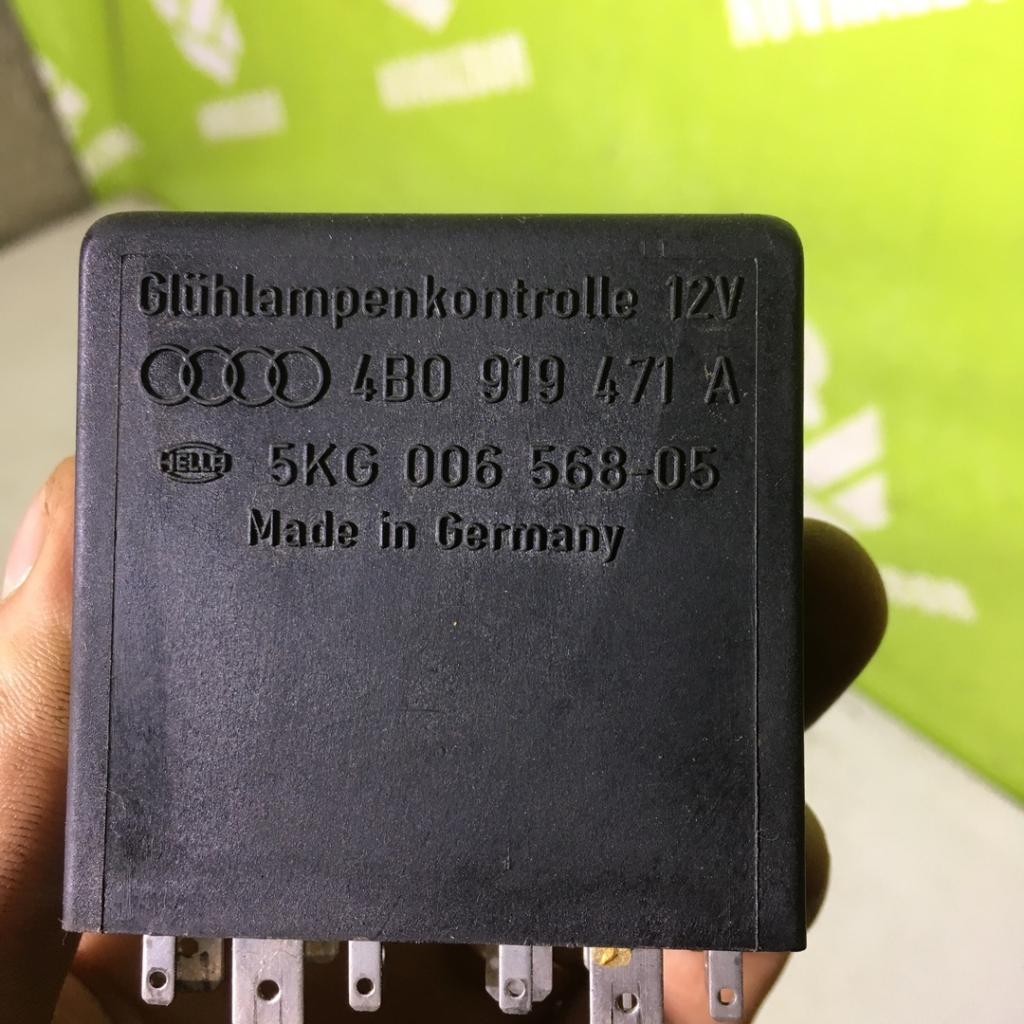 Glühlampenkontrolle 12V
4B0 919 471 A
HELLA 5KG 006 568-05
Made in Germany